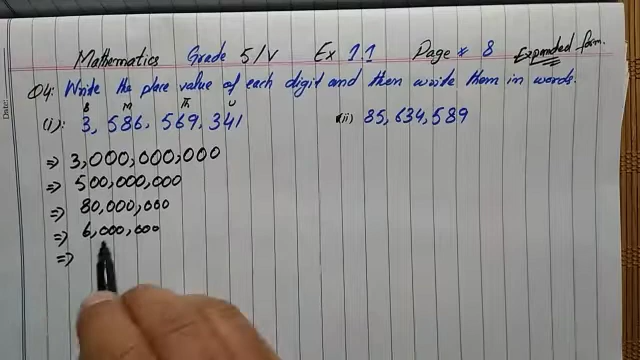 Mathematics Grade 5/V Ex 1.1 Page # 8 Expanded form.
Q4: Write the place value of each digit and then write them in words.
B M Th U
(i): 3, 586, 569, 341 (ii) 85,634,589
⇒ 3,000,000,000
⇒ 500,000,000
⇒ 80,000,000
⇒ 6,000,000
⇒
Date: